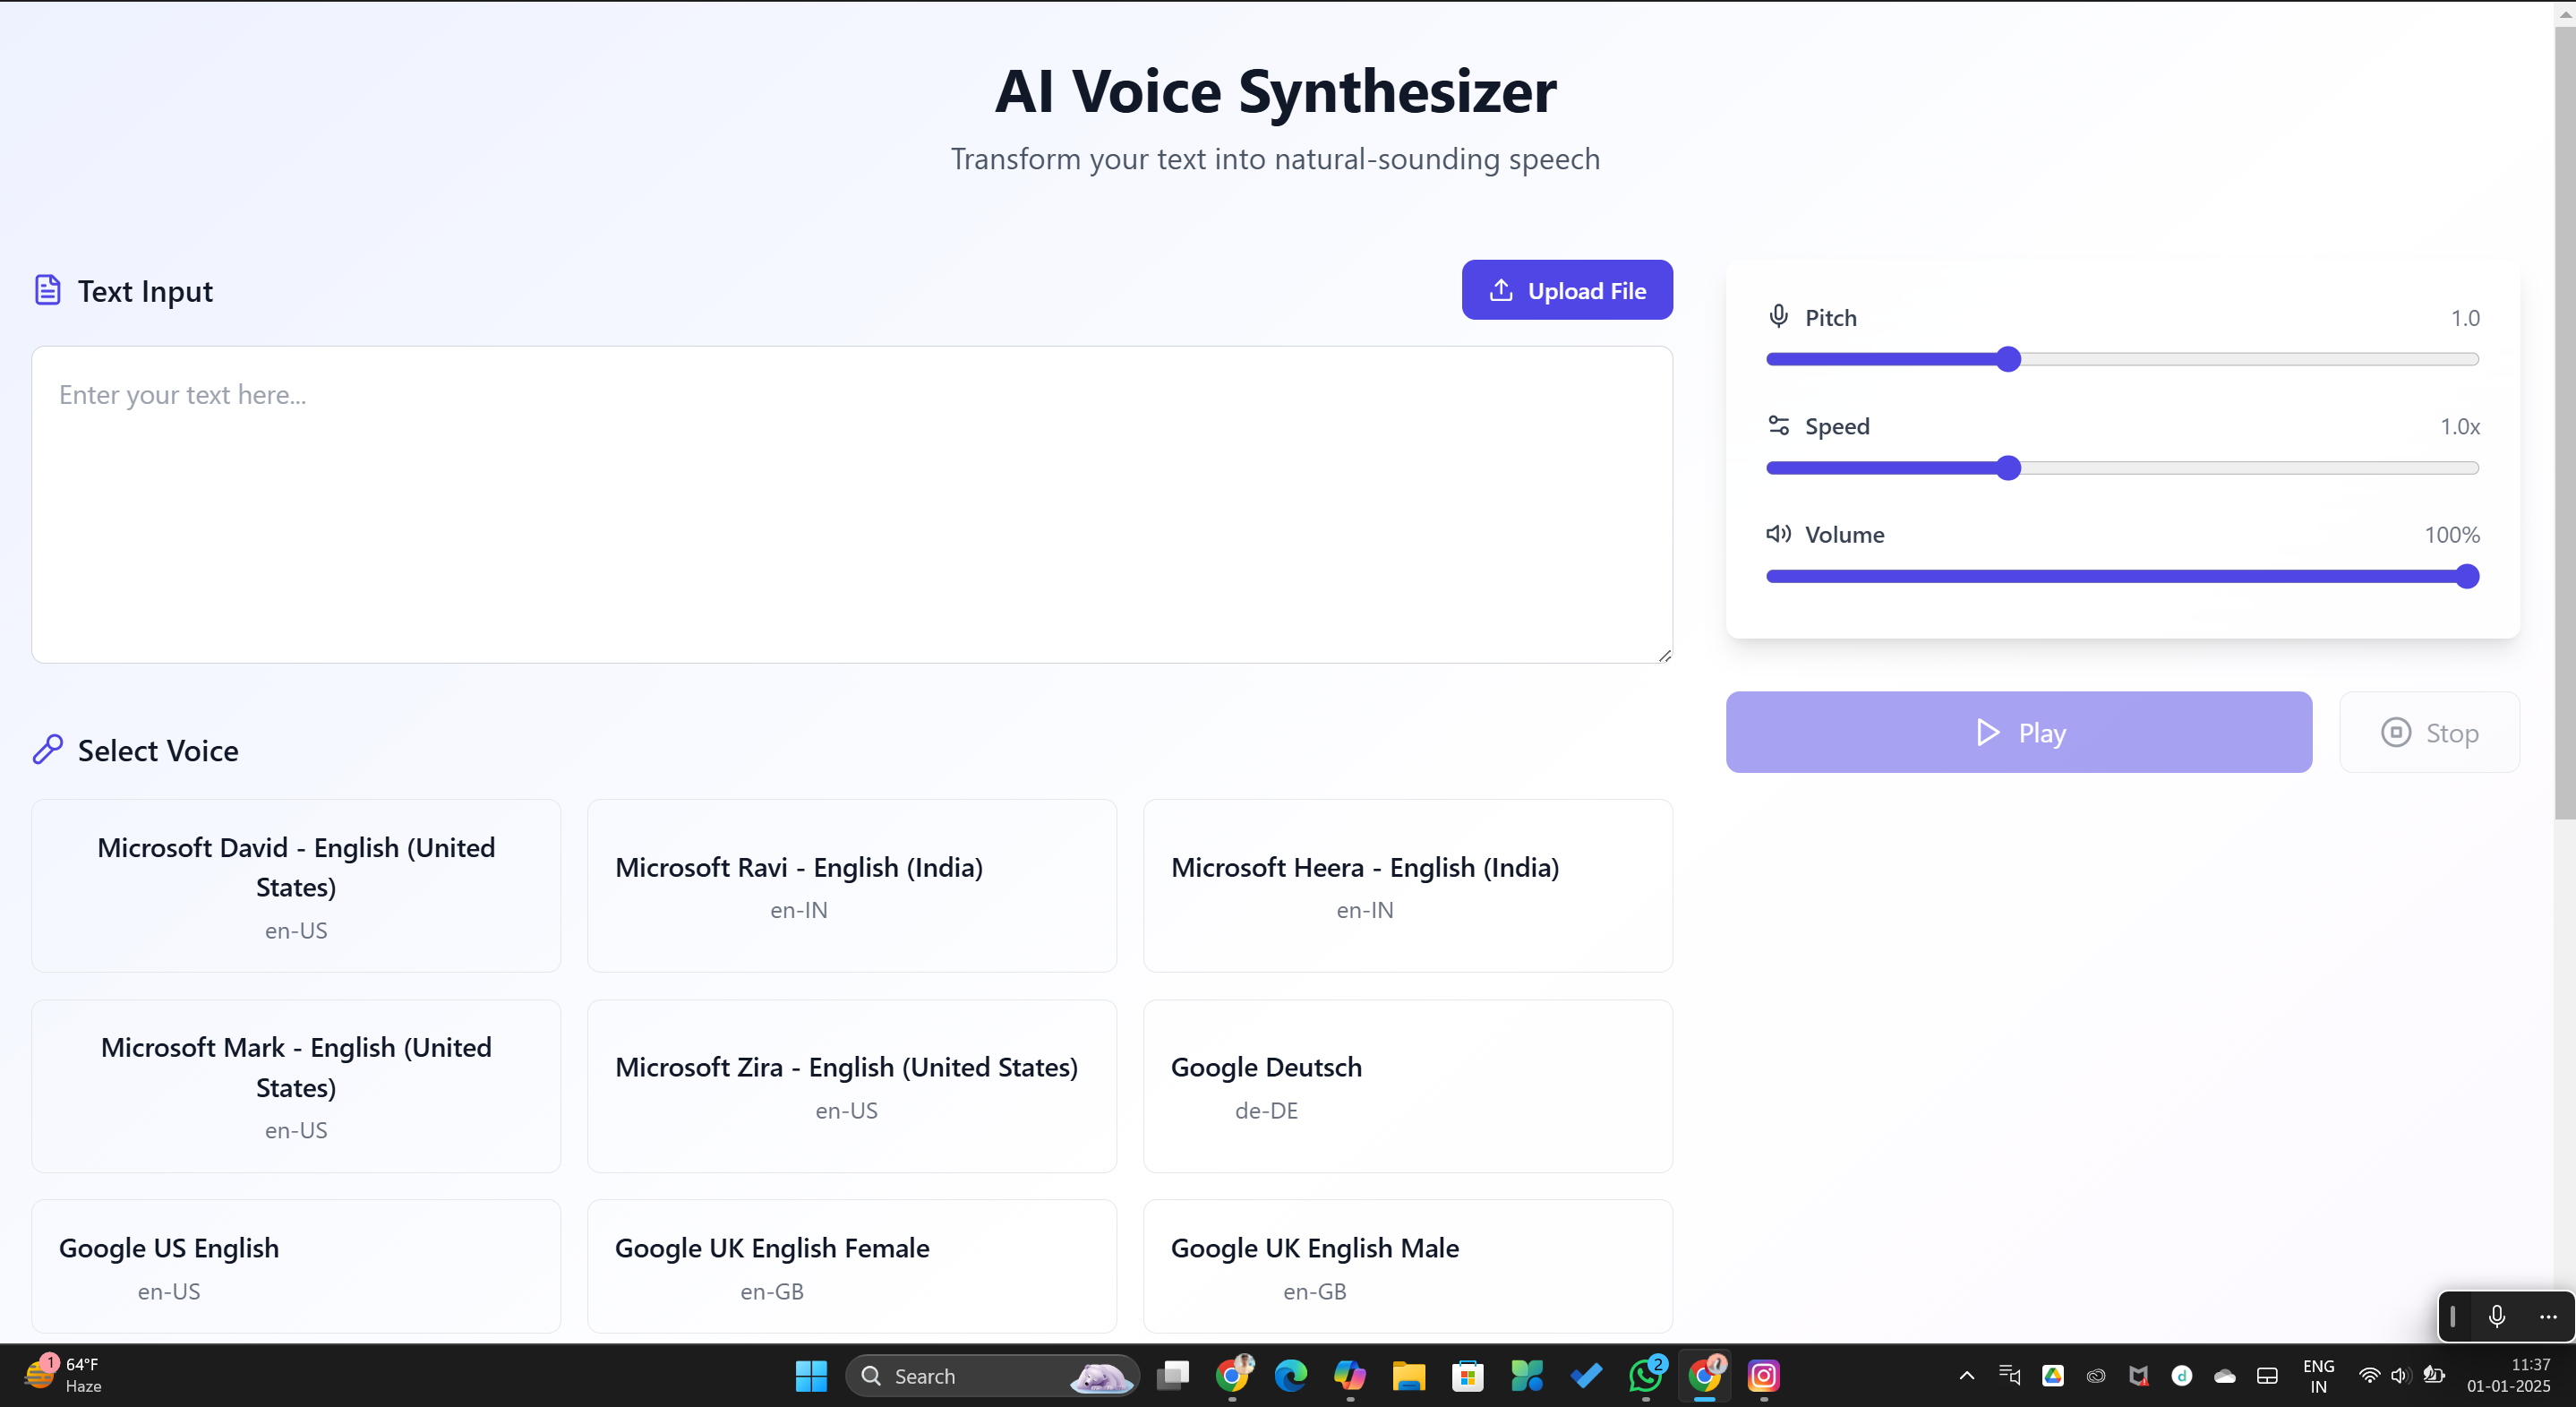 AI Voice Synthesizer
Transform your text into natural-sounding speech
Text Input
Upload File
Enter your text here...
Pitch
1.0
Speed
1.0x
Volume
100%
Play
Stop
Select Voice
Microsoft David - English (United
States)
en-US
Microsoft Ravi - English (India)
en-IN
Microsoft Heera - English (India)
en-IN
Microsoft Mark - English (United
States)
en-US
Microsoft Zira - English (United States)
en-US
Google Deutsch
de-DE
Google US English
en-US
Google UK English Female
en-GB
Google UK English Male
en-GB
1
64°F
Haze
Search
2
d
ENG
IN
11:37
01-01-2025